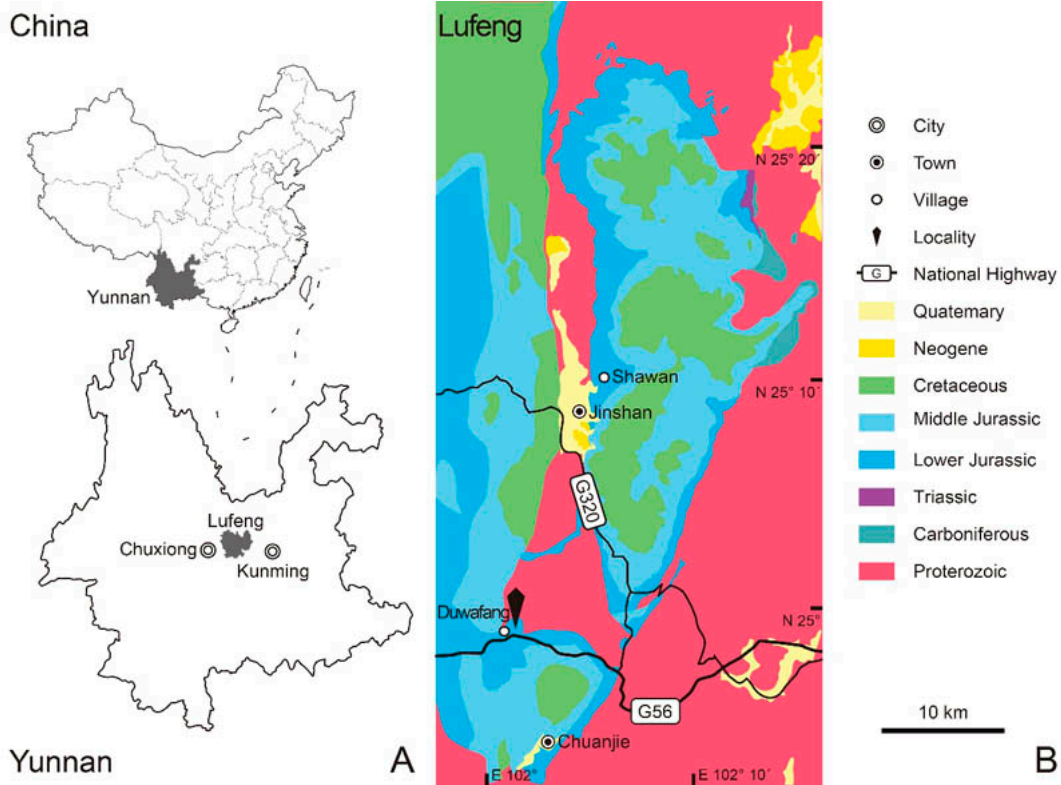 China
Yunnan
Lufeng
Chuxiong
Kunming
Yunnan
A
Lufeng
N 25° 20´
Shawan
N 25° 10´
Jinshan
G320
Duwafang
N 25°
G56
Chuanjie
E 102°
E 102° 10´
City
Town
Village
Locality
G
National Highway
Quatemary
Neogene
Cretaceous
Middle Jurassic
Lower Jurassic
Triassic
Carboniferous
Proterozoic
10 km
B